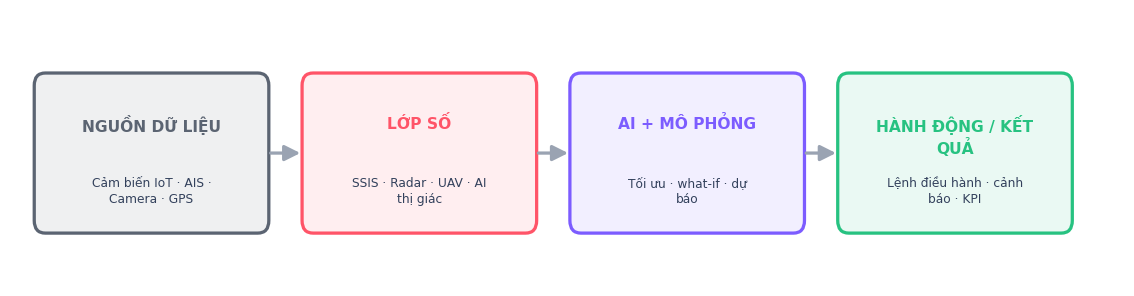 NGUỒN DỮ LIỆU
Cảm biến IoT · AIS ·
Camera · GPS
LỚP SỐ
SSIS · Radar · UAV · AI
thị giác
AI + MÔ PHỎNG
Tối ưu · what-if · dự
báo
HÀNH ĐỘNG / KẾT
QUẢ
Lệnh điều hành · cảnh
báo · KPI